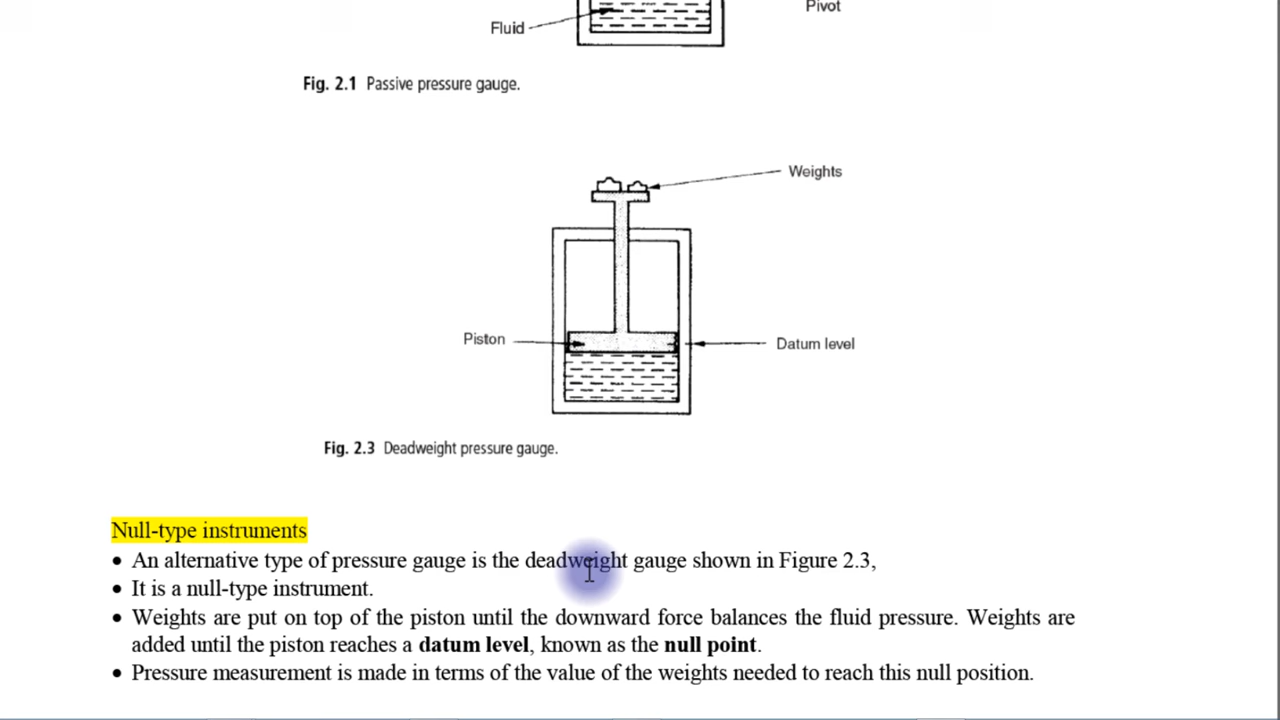 Pivot
Fluid
Fig. 2.1 Passive pressure gauge.
Weights
Piston
Datum level
Fig. 2.3 Deadweight pressure gauge.
Null-type instruments
• An alternative type of pressure gauge is the deadweight gauge shown in Figure 2.3,
• It is a null-type instrument.
• Weights are put on top of the piston until the downward force balances the fluid pressure. Weights are
added until the piston reaches a datum level, known as the null point.
• Pressure measurement is made in terms of the value of the weights needed to reach this null position.